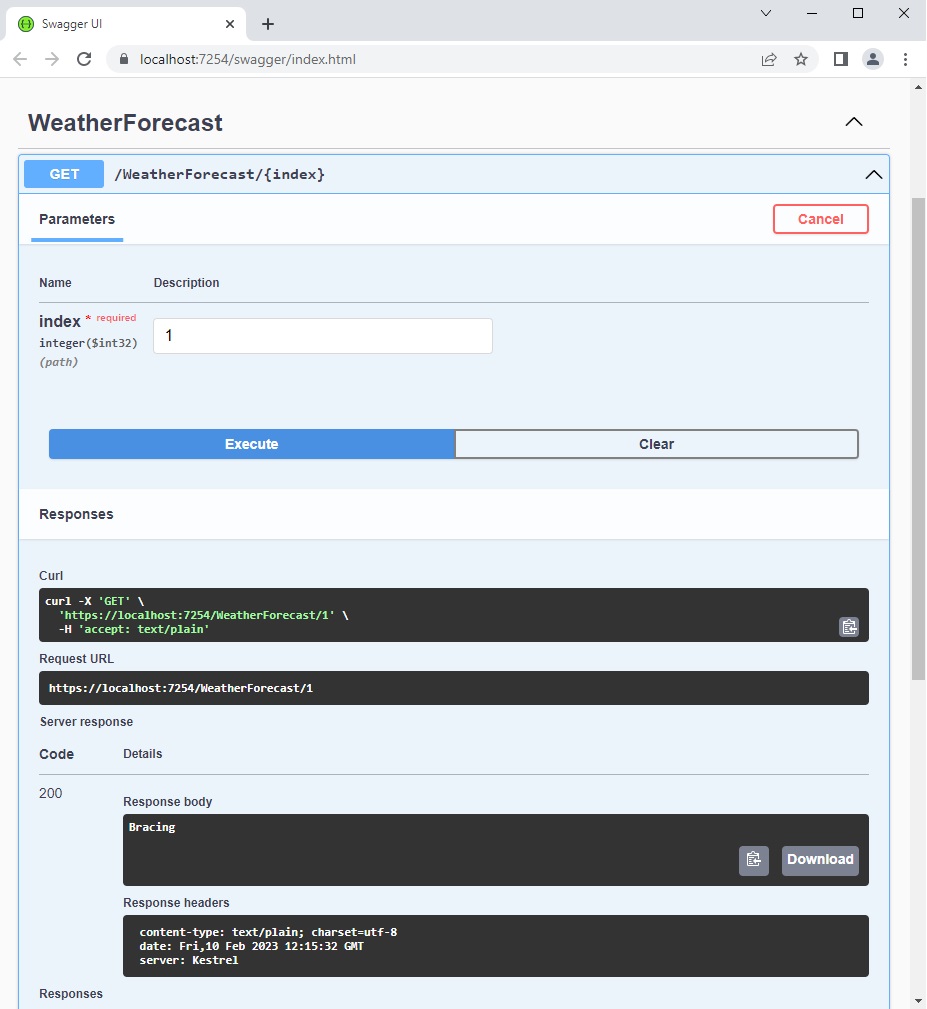 Swagger UI
localhost:7254/swagger/index.html
WeatherForecast
GET /WeatherForecast/{index}
Parameters
Cancel
Name Description
index * required
integer($int32)
(path)
1
Execute Clear
Responses
Curl
curl -X 'GET' \
'https://localhost:7254/WeatherForecast/1' \
-H 'accept: text/plain'
Request URL
https://localhost:7254/WeatherForecast/1
Server response
Code Details
200
Response body
Bracing
Download
Response headers
content-type: text/plain; charset=utf-8
date: Fri,10 Feb 2023 12:15:32 GMT
server: Kestrel
Responses